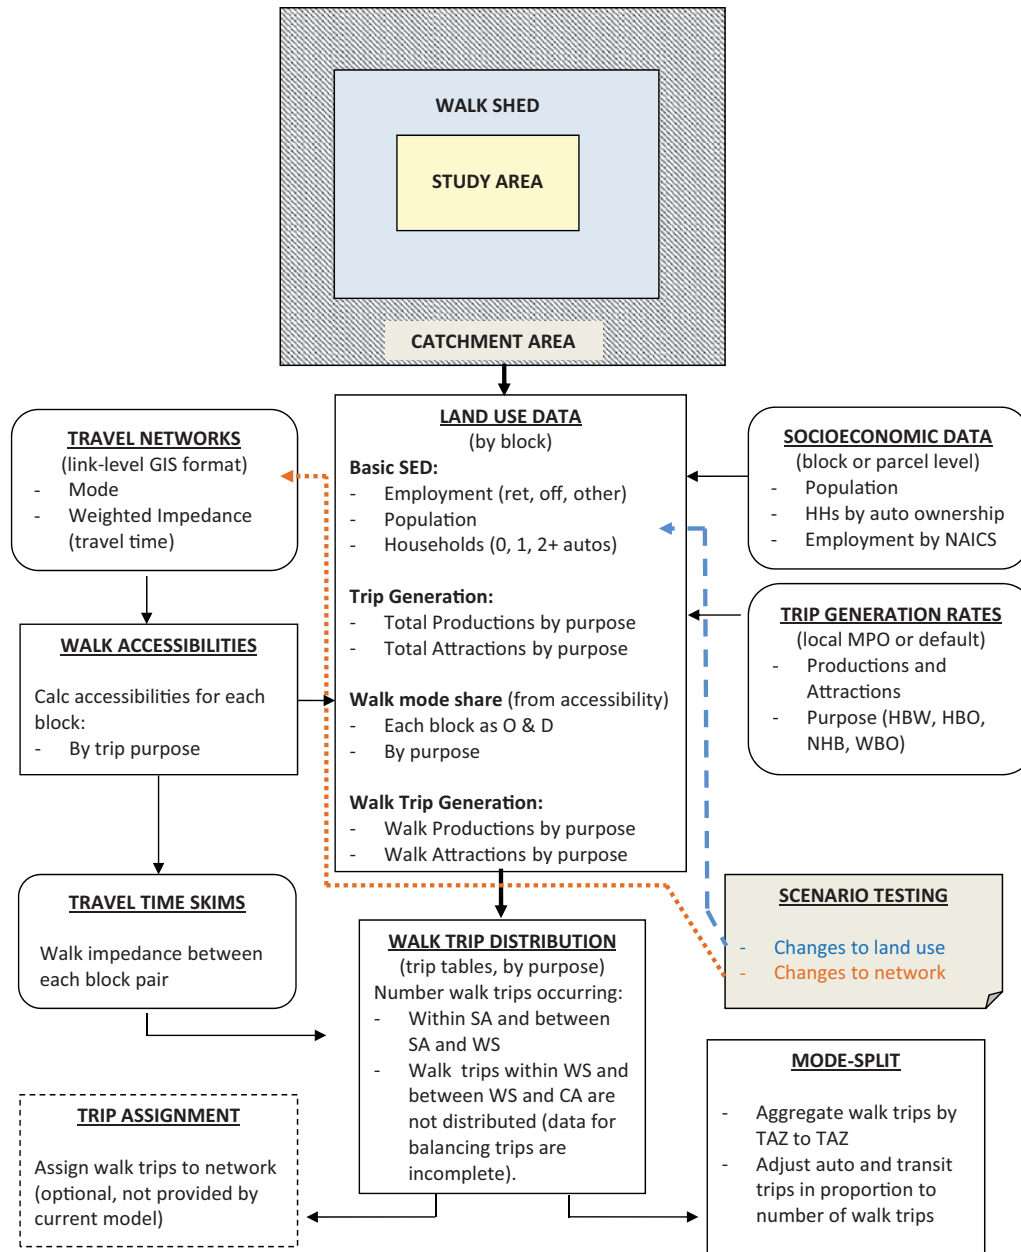 WALK SHED
STUDY AREA
CATCHMENT AREA
TRAVEL NETWORKS
(link-level GIS format)
- Mode
- Weighted Impedance
(travel time)
LAND USE DATA
(by block)
Basic SED:
- Employment (ret, off, other)
- Population
- Households (0, 1, 2+ autos)
Trip Generation:
- Total Productions by purpose
- Total Attractions by purpose
Walk mode share (from accessibility)
- Each block as O & D
- By purpose
Walk Trip Generation:
- Walk Productions by purpose
- Walk Attractions by purpose
SOCIOECONOMIC DATA
(block or parcel level)
- Population
- HHs by auto ownership
- Employment by NAICS
TRIP GENERATION RATES
(local MPO or default)
- Productions and
Attractions
- Purpose (HBW, HBO,
NHB, WBO)
WALK ACCESSIBILITIES
Calc accessibilities for each
block:
- By trip purpose
TRAVEL TIME SKIMS
Walk impedance between
each block pair
SCENARIO TESTING
- Changes to land use
- Changes to network
WALK TRIP DISTRIBUTION
(trip tables, by purpose)
Number walk trips occurring:
- Within SA and between
SA and WS
- Walk trips within WS and
between WS and CA are
not distributed (data for
balancing trips are
incomplete).
TRIP ASSIGNMENT
Assign walk trips to network
(optional, not provided by
current model)
MODE-SPLIT
- Aggregate walk trips by
TAZ to TAZ
- Adjust auto and transit
trips in proportion to
number of walk trips